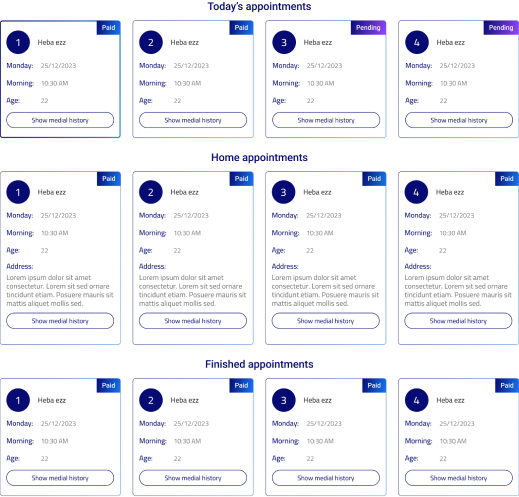 Today's appointments
Paid
1 Heba ezz
Monday: 25/12/2023
Morning: 10:30 AM
Age: 22
Show medial history
Paid
2 Heba ezz
Monday: 25/12/2023
Morning: 10:30 AM
Age: 22
Show medial history
Pending
3 Heba ezz
Monday: 25/12/2023
Morning: 10:30 AM
Age: 22
Show medial history
Pending
4 Heba ezz
Monday: 25/12/2023
Morning: 10:30 AM
Age: 22
Show medial history
Home appointments
Paid
1 Heba ezz
Monday: 25/12/2023
Morning: 10:30 AM
Age: 22
Address:
Lorem ipsum dolor sit amet
consectetur. Lorem sit sed ornare
tincidunt etiam. Posuere mauris sit
mattis aliquet mollis sed.
Show medial history
Paid
2 Heba ezz
Monday: 25/12/2023
Morning: 10:30 AM
Age: 22
Address:
Lorem ipsum dolor sit amet
consectetur. Lorem sit sed ornare
tincidunt etiam. Posuere mauris sit
mattis aliquet mollis sed.
Show medial history
Paid
3 Heba ezz
Monday: 25/12/2023
Morning: 10:30 AM
Age: 22
Address:
Lorem ipsum dolor sit amet
consectetur. Lorem sit sed ornare
tincidunt etiam. Posuere mauris sit
mattis aliquet mollis sed.
Show medial history
Paid
4 Heba ezz
Monday: 25/12/2023
Morning: 10:30 AM
Age: 22
Address:
Lorem ipsum dolor sit amet
consectetur. Lorem sit sed ornare
tincidunt etiam. Posuere mauris sit
mattis aliquet mollis sed.
Show medial history
Finished appointments
Paid
1 Heba ezz
Monday: 25/12/2023
Morning: 10:30 AM
Age: 22
Show medial history
Paid
2 Heba ezz
Monday: 25/12/2023
Morning: 10:30 AM
Age: 22
Show medial history
Paid
3 Heba ezz
Monday: 25/12/2023
Morning: 10:30 AM
Age: 22
Show medial history
Paid
4 Heba ezz
Monday: 25/12/2023
Morning: 10:30 AM
Age: 22
Show medial history